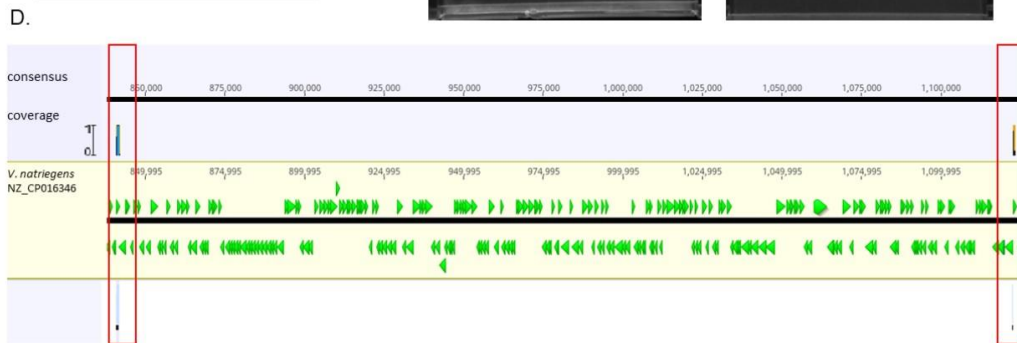 D.
consensus
850,000 875,000 900,000 925,000 950,000 975,000 1,000,000 1,025,000 1,050,000 1,075,000 1,100,000
coverage
1
0
V. natriegens
NZ_CP016346
849,995 874,995 899,995 924,995 949,995 974,995 999,995 1,024,995 1,049,995 1,074,995 1,099,995